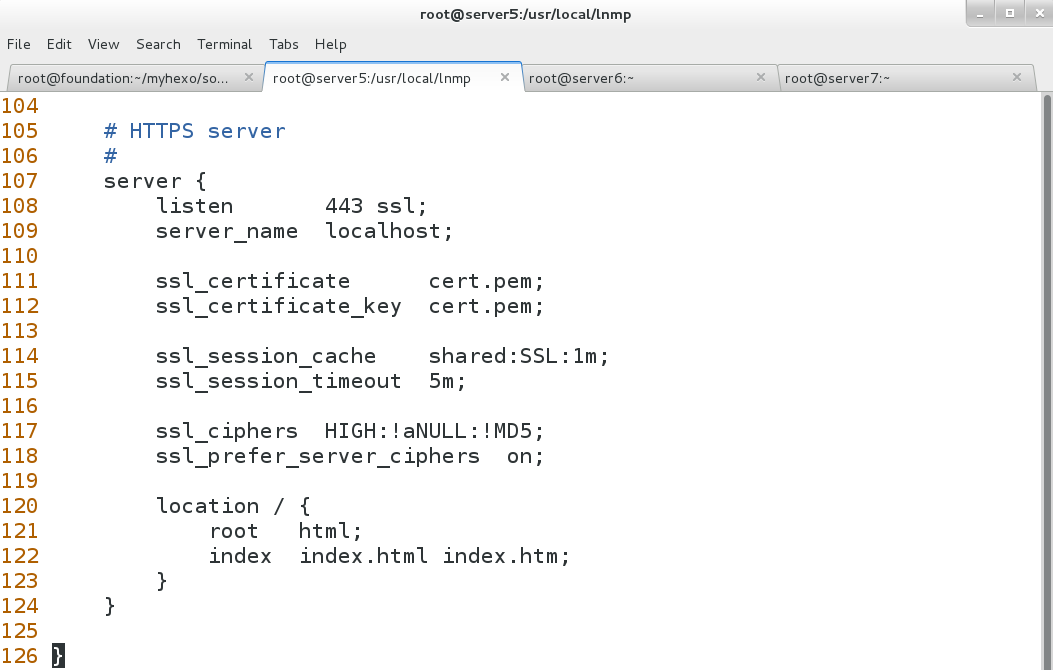 root@server5:/usr/local/lnmp
File Edit View Search Terminal Tabs Help
root@foundation:~/myhexo/so... × root@server5:/usr/local/lnmp × root@server6:~ × root@server7:~ ×
104
105     # HTTPS server
106     #
107     server {
108         listen       443 ssl;
109         server_name  localhost;
110
111         ssl_certificate      cert.pem;
112         ssl_certificate_key  cert.pem;
113
114         ssl_session_cache    shared:SSL:1m;
115         ssl_session_timeout  5m;
116
117         ssl_ciphers  HIGH:!aNULL:!MD5;
118         ssl_prefer_server_ciphers  on;
119
120         location / {
121             root   html;
122             index  index.html index.htm;
123         }
124     }
125
126 }